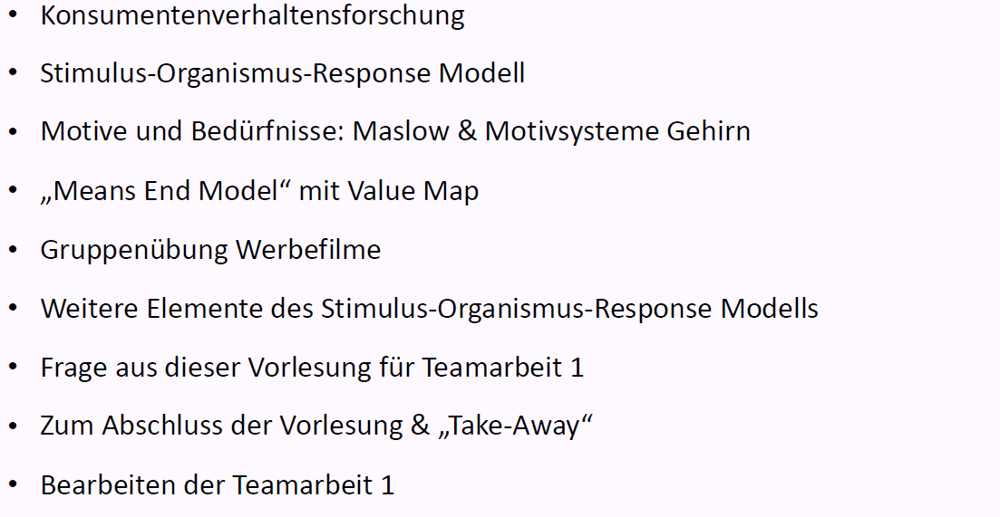 • Konsumentenverhaltensforschung
• Stimulus-Organismus-Response Modell
• Motive und Bedürfnisse: Maslow & Motivsysteme Gehirn
• „Means End Model“ mit Value Map
• Gruppenübung Werbefilme
• Weitere Elemente des Stimulus-Organismus-Response Modells
• Frage aus dieser Vorlesung für Teamarbeit 1
• Zum Abschluss der Vorlesung & „Take-Away“
• Bearbeiten der Teamarbeit 1